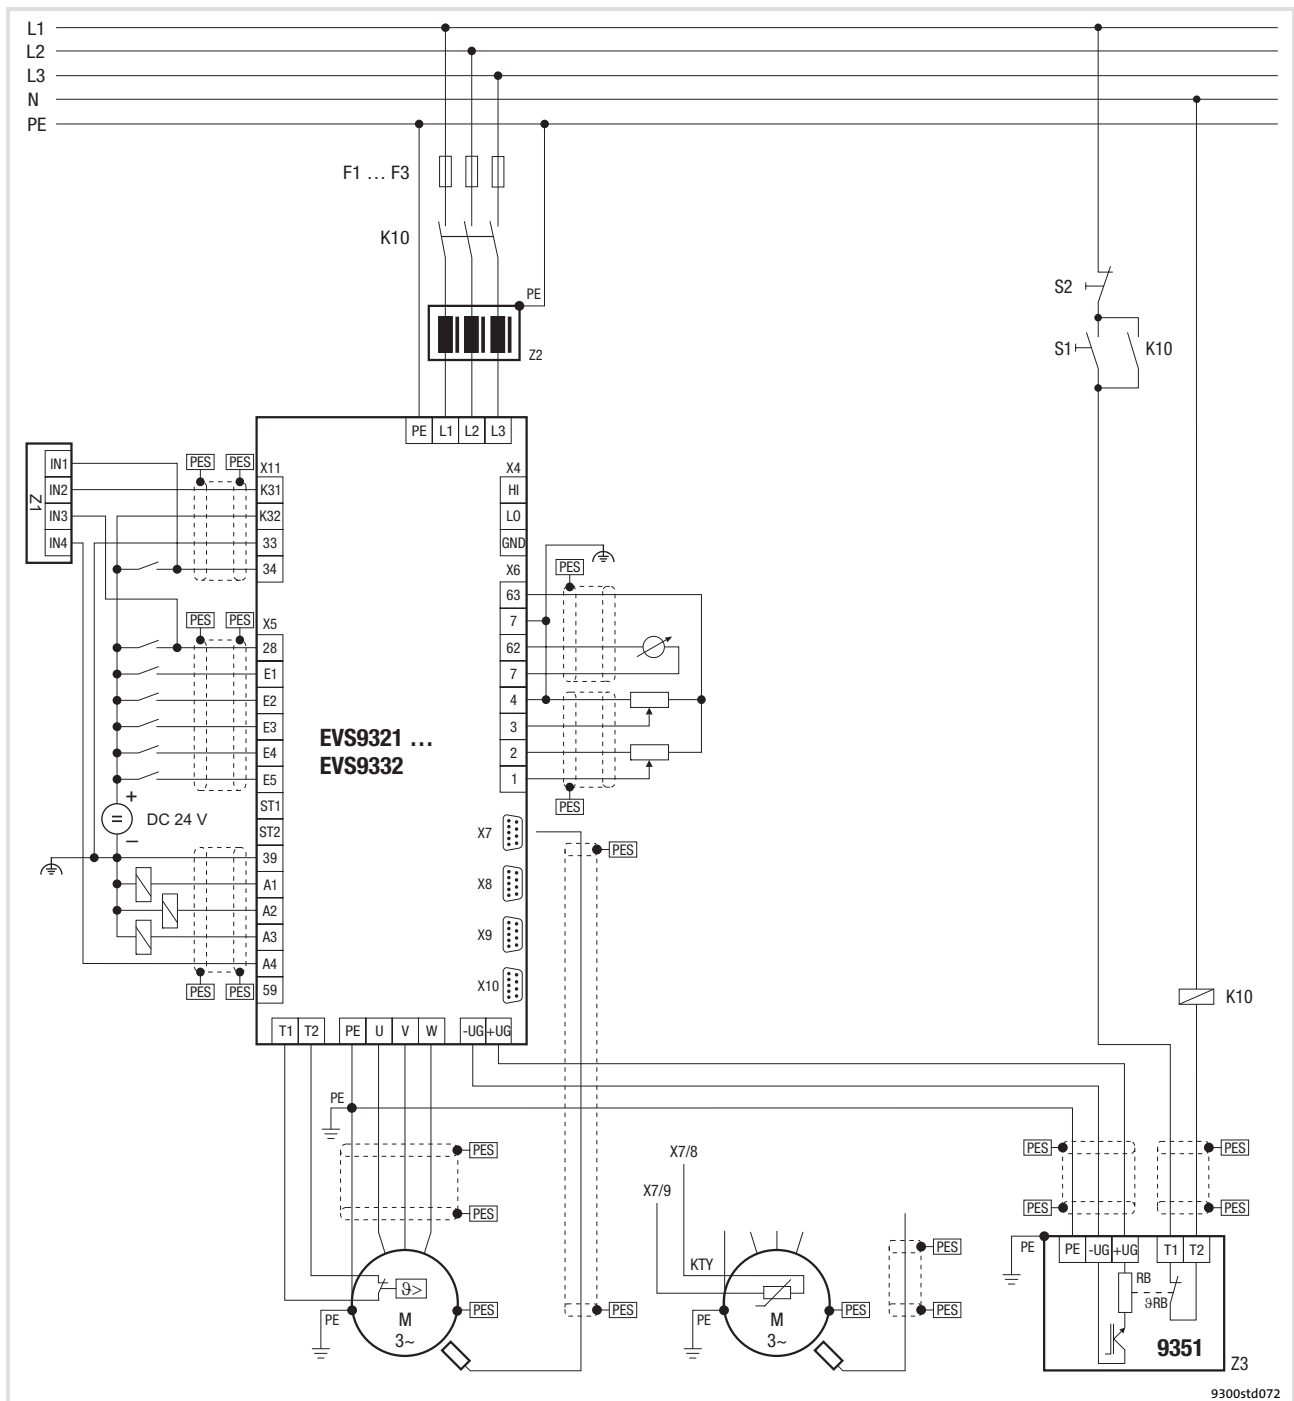 L1
L2
L3
N
PE
F1 … F3
K10
PE
Z2
S2
S1
K10
PE L1 L2 L3
Z1
IN1
IN2
IN3
IN4
PES PES
X11
K31
K32
33
34
PES PES
X5
28
E1
E2
E3
E4
E5
ST1
ST2
39
A1
A2
A3
A4
59
+
=
DC 24 V
–
PES PES
EVS9321 …
EVS9332
X4
HI
LO
GND
X6
63
7
62
7
4
3
2
1
PES
PES
X7
X8
X9
X10
PES
K10
T1 T2 PE U V W -UG +UG
PE
PES
PES
X7/8
X7/9
KTY
PES
PES
PES
PES
PES
PES
PES
PES
PE
ϑ>
M
3~
PES
PE
M
3~
PES
PES
PE
PE -UG +UG T1 T2
RB
ϑRB
9351
Z3
9300std072